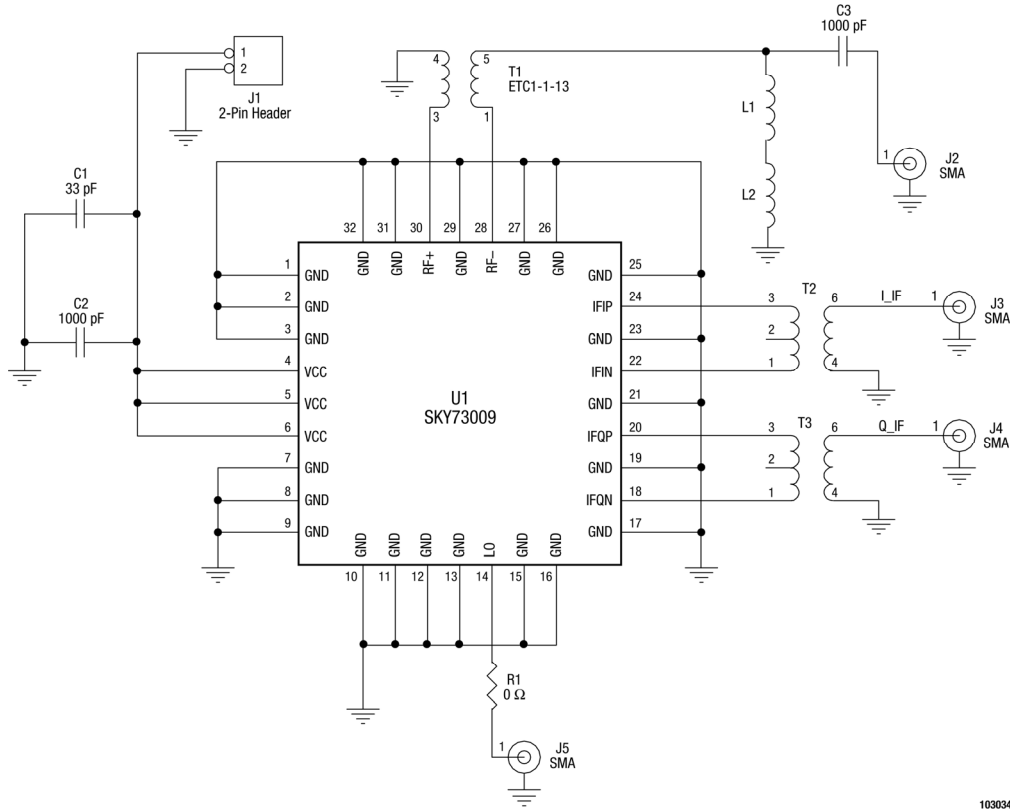 C3
1000 pF
1
2
J1
2-Pin Header
4
5
T1
ETC1-1-13
3
1
L1
L2
1
J2
SMA
C1
33 pF
C2
1000 pF
32
31
30
29
28
27
26
GND
GND
RF+
GND
RF–
GND
GND
1
GND
2
GND
3
GND
4
VCC
5
VCC
6
VCC
7
GND
8
GND
9
GND
U1
SKY73009
25
GND
24
IFIP
23
GND
22
IFIN
21
GND
20
IFQP
19
GND
18
IFQN
17
GND
T2
3
2
1
6
4
I_IF
1
J3
SMA
T3
3
2
1
6
4
Q_IF
1
J4
SMA
GND
GND
GND
GND
LO
GND
GND
10
11
12
13
14
15
16
R1
0 Ω
1
J5
SMA
103034